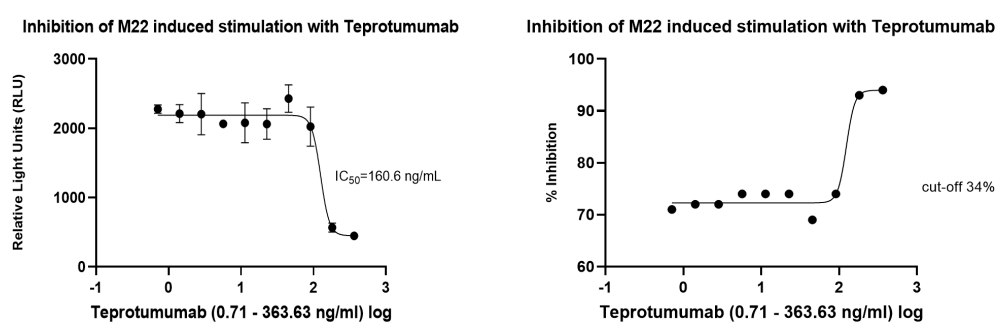 Inhibition of M22 induced stimulation with Teprotumumab
3000
2000
1000
0
Relative Light Units (RLU)
IC50=160.6 ng/mL
-1
0
1
2
3
Teprotumumab (0.71 - 363.63 ng/ml) log
Inhibition of M22 induced stimulation with Teprotumumab
100
90
80
70
60
% Inhibition
cut-off 34%
-1
0
1
2
3
Teprotumumab (0.71 - 363.63 ng/ml) log